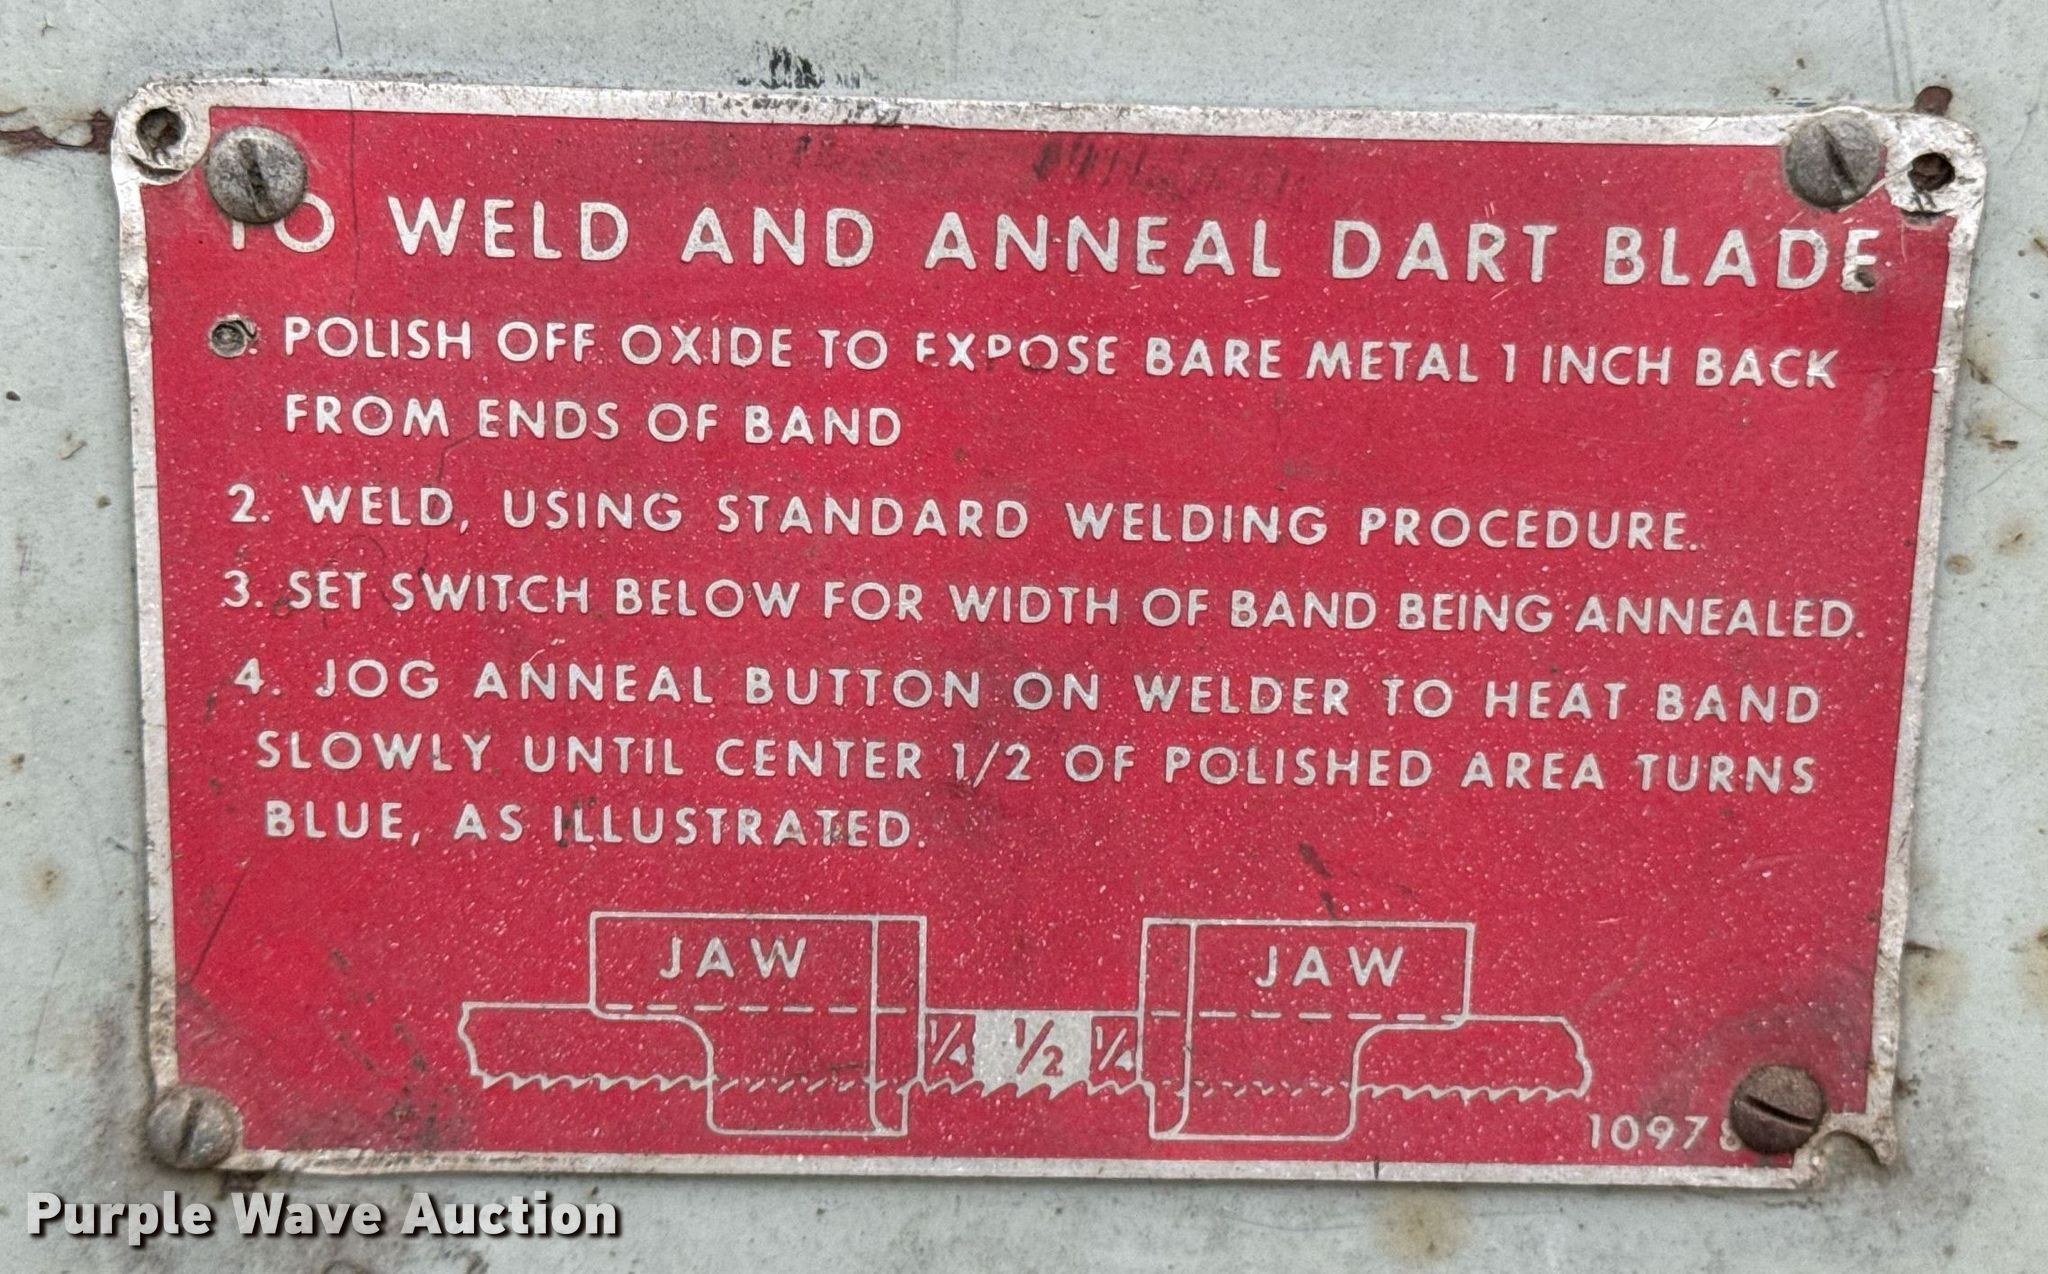 TO WELD AND ANNEAL DART BLADE
. POLISH OFF OXIDE TO EXPOSE BARE METAL 1 INCH BACK
FROM ENDS OF BAND
2. WELD, USING STANDARD WELDING PROCEDURE.
3. SET SWITCH BELOW FOR WIDTH OF BAND BEING ANNEALED.
4. JOG ANNEAL BUTTON ON WELDER TO HEAT BAND
SLOWLY UNTIL CENTER 1/2 OF POLISHED AREA TURNS
BLUE, AS ILLUSTRATED.
JAW JAW
1/4 1/2 1/4
10978
Purple Wave Auction